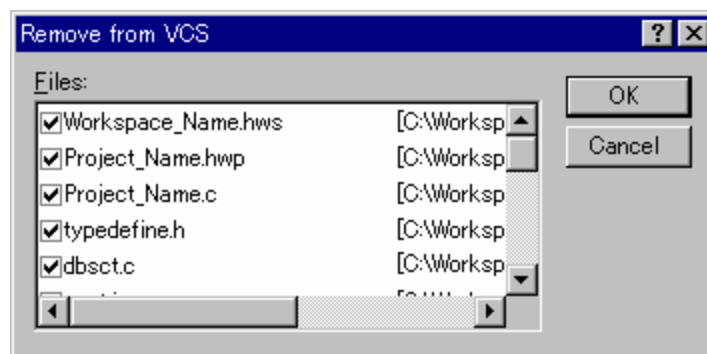 Remove from VCS
Files:
Workspace_Name.hws [C:\Worksp
Project_Name.hwp [C:\Worksp
Project_Name.c [C:\Worksp
typedefine.h [C:\Worksp
dbsct.c [C:\Worksp
OK
Cancel